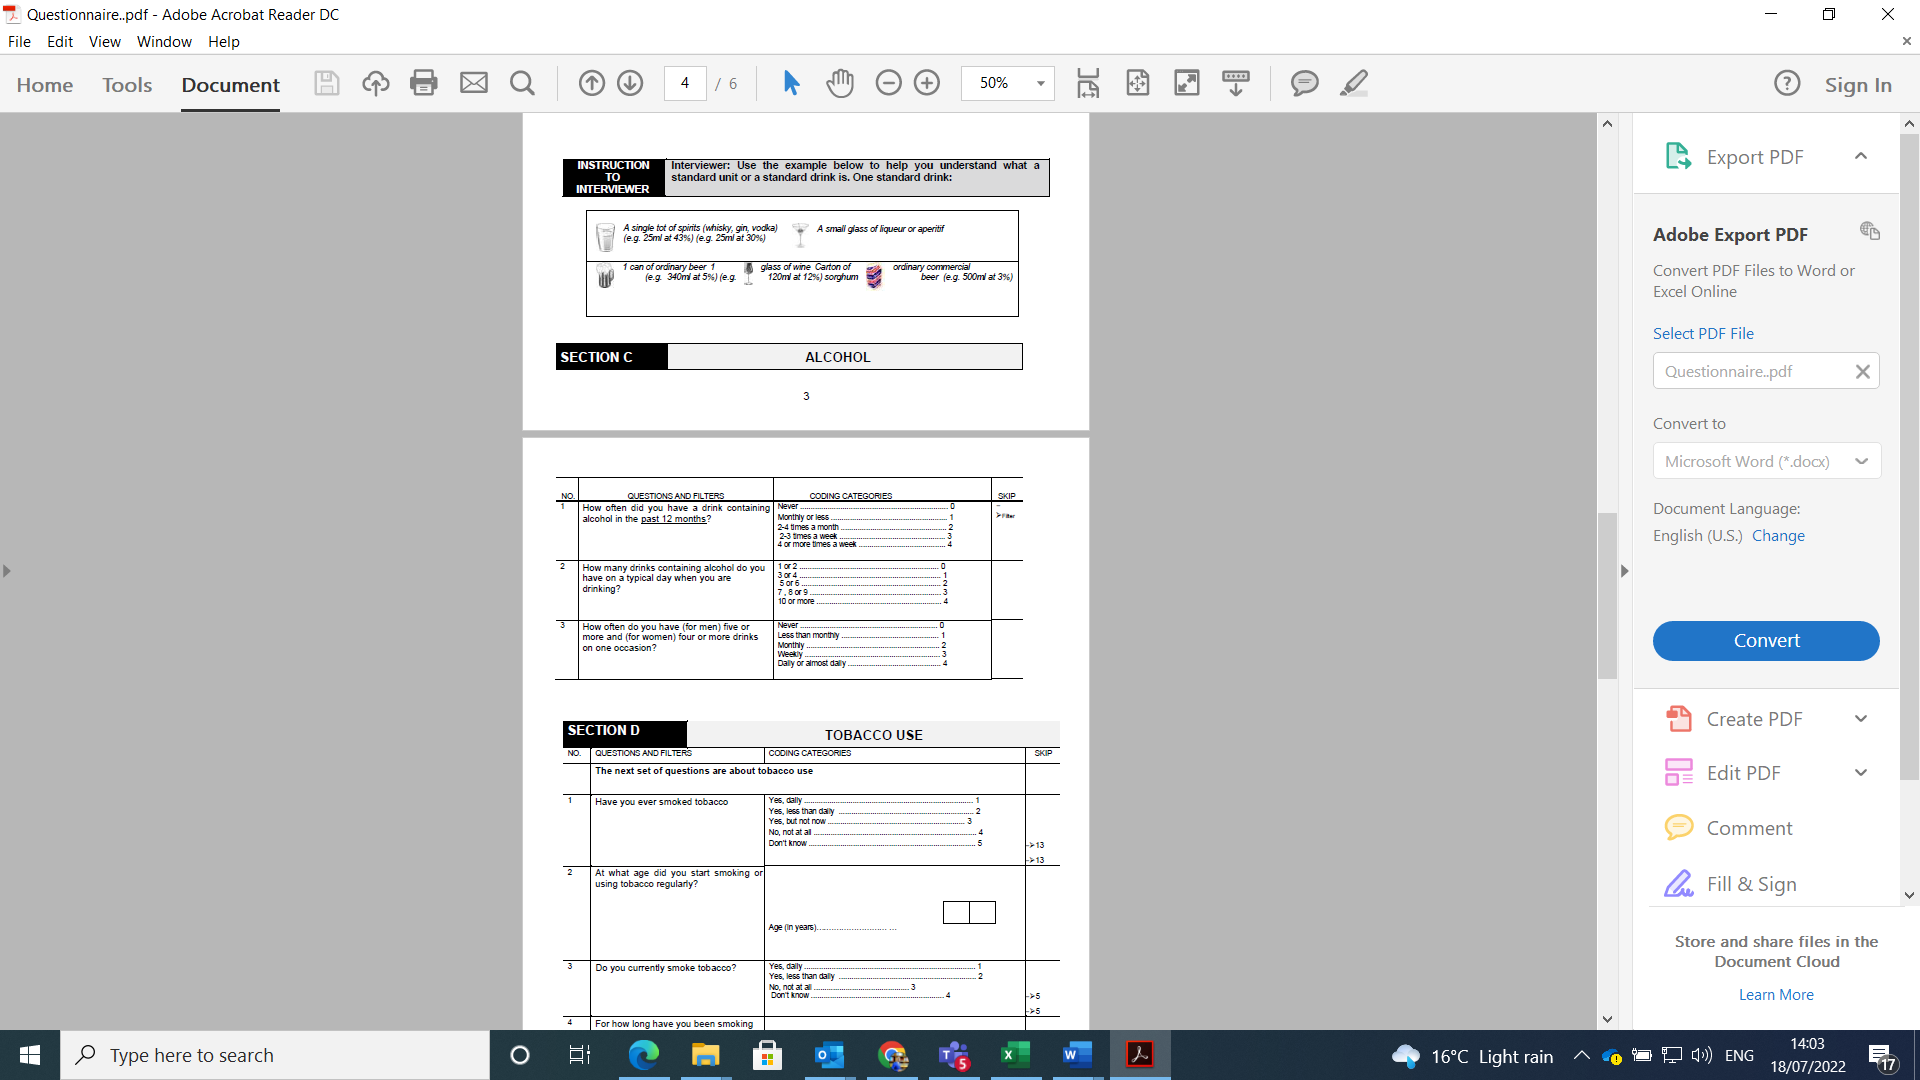 Questionnaire..pdf - Adobe Acrobat Reader DC
File Edit View Window Help
Home Tools Document 4 / 6 50% Sign In
INSTRUCTION TO INTERVIEWER
Interviewer: Use the example below to help you understand what a
standard unit or a standard drink is. One standard drink:
A single tot of spirits (whisky, gin, vodka) A small glass of liqueur or aperitif
(e.g. 25ml at 43%) (e.g. 25ml at 30%)
1 can of ordinary beer 1 glass of wine Carton of ordinary commercial
(e.g. 340ml at 5%) (e.g. 120ml at 12%) sorghum beer (e.g. 500ml at 3%)
SECTION C ALCOHOL
3
NO. QUESTIONS AND FILTERS CODING CATEGORIES SKIP
1 How often did you have a drink containing
alcohol in the past 12 months?
Never ............ 0
Monthly or less ............ 1
2-4 times a month ............ 2
2-3 times a week ............ 3
4 or more times a week ............ 4
➢Filter
2 How many drinks containing alcohol do you
have on a typical day when you are
drinking?
1 or 2 ............ 0
3 or 4 ............ 1
5 or 6 ............ 2
7 , 8 or 9 ............ 3
10 or more ............ 4
3 How often do you have (for men) five or
more and (for women) four or more drinks
on one occasion?
Never ............ 0
Less than monthly ............ 1
Monthly ............ 2
Weekly ............ 3
Daily or almost daily ............ 4
SECTION D TOBACCO USE
NO. QUESTIONS AND FILTERS CODING CATEGORIES SKIP
The next set of questions are about tobacco use
1 Have you ever smoked tobacco
Yes, daily ............ 1
Yes, less than daily ............ 2
Yes, but not now ............ 3
No, not at all ............ 4
Don't know ............ 5
➢13
➢13
2 At what age did you start smoking or
using tobacco regularly?
Age (in years)............
3 Do you currently smoke tobacco?
Yes, daily ............ 1
Yes, less than daily ............ 2
No, not at all ............ 3
Don't know ............ 4
➢5
➢5
4 For how long have you been smoking
Export PDF
Adobe Export PDF
Convert PDF Files to Word or
Excel Online
Select PDF File
Questionnaire..pdf
Convert to
Microsoft Word (*.docx)
Document Language:
English (U.S.) Change
Convert
Create PDF
Edit PDF
Comment
Fill & Sign
Store and share files in the
Document Cloud
Learn More
Type here to search
5
16°C Light rain
ENG
14:03
18/07/2022
17